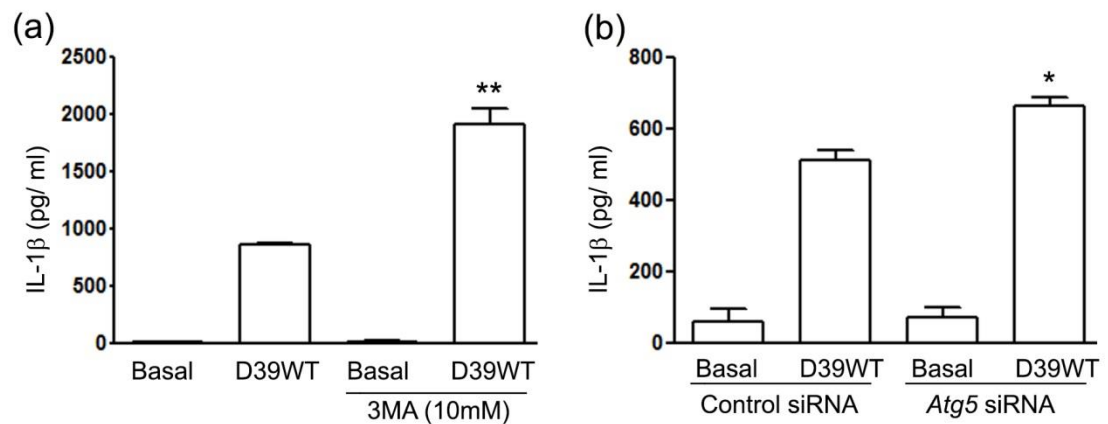 (a)
IL-1β (pg/ ml)
2500
2000
1500
1000
500
0
**
Basal D39WT Basal D39WT
3MA (10mM)
(b)
IL-1β (pg/ ml)
800
600
400
200
0
*
Basal D39WT Basal D39WT
Control siRNA Atg5 siRNA